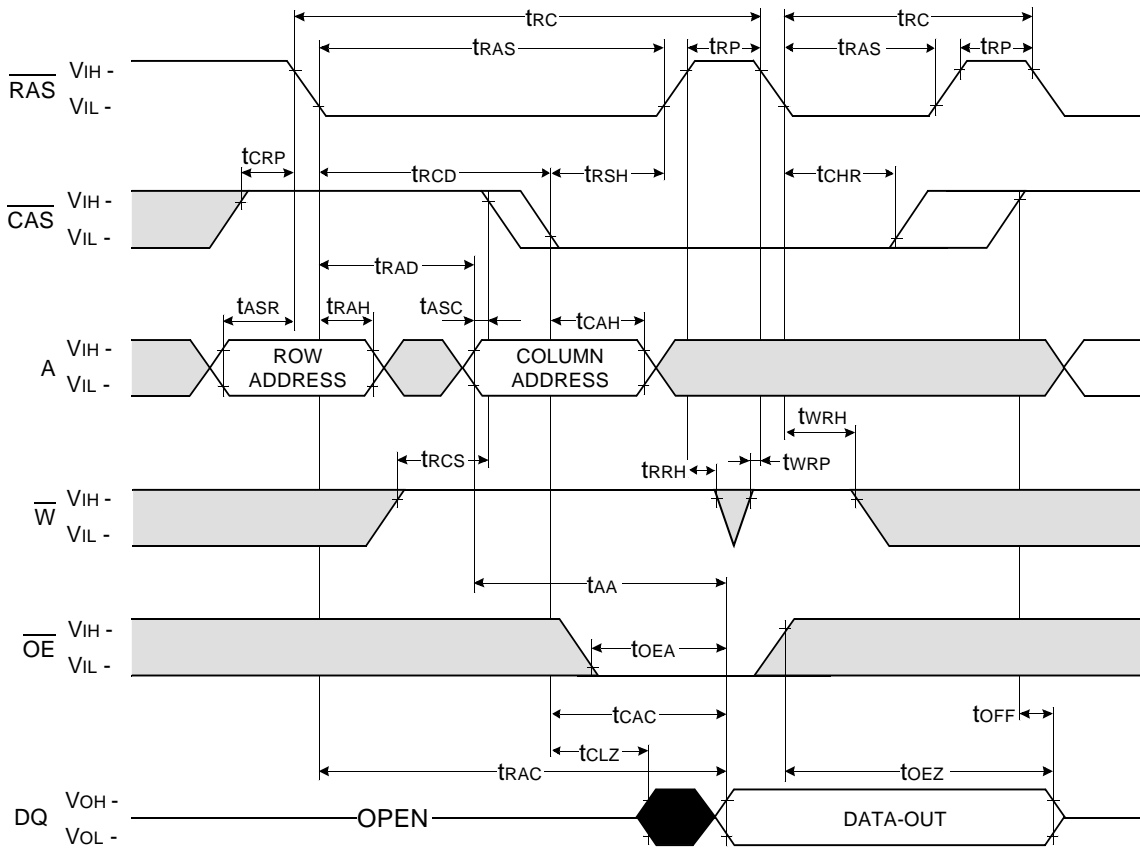 tRC tRC
tRAS tRP tRAS tRP
RAS VIH -
VIL -
tCRP tRCD tRSH tCHR
CAS VIH -
VIL -
tRAD
tASR tRAH tASC tCAH
A VIH -
VIL -
ROW
ADDRESS
COLUMN
ADDRESS
tWRH
tRCS tRRH tWRP
W VIH -
VIL -
tAA
OE VIH -
VIL -
tOEA
tCAC tOFF
tCLZ
tRAC tOEZ
DQ VOH -
VOL -
OPEN DATA-OUT